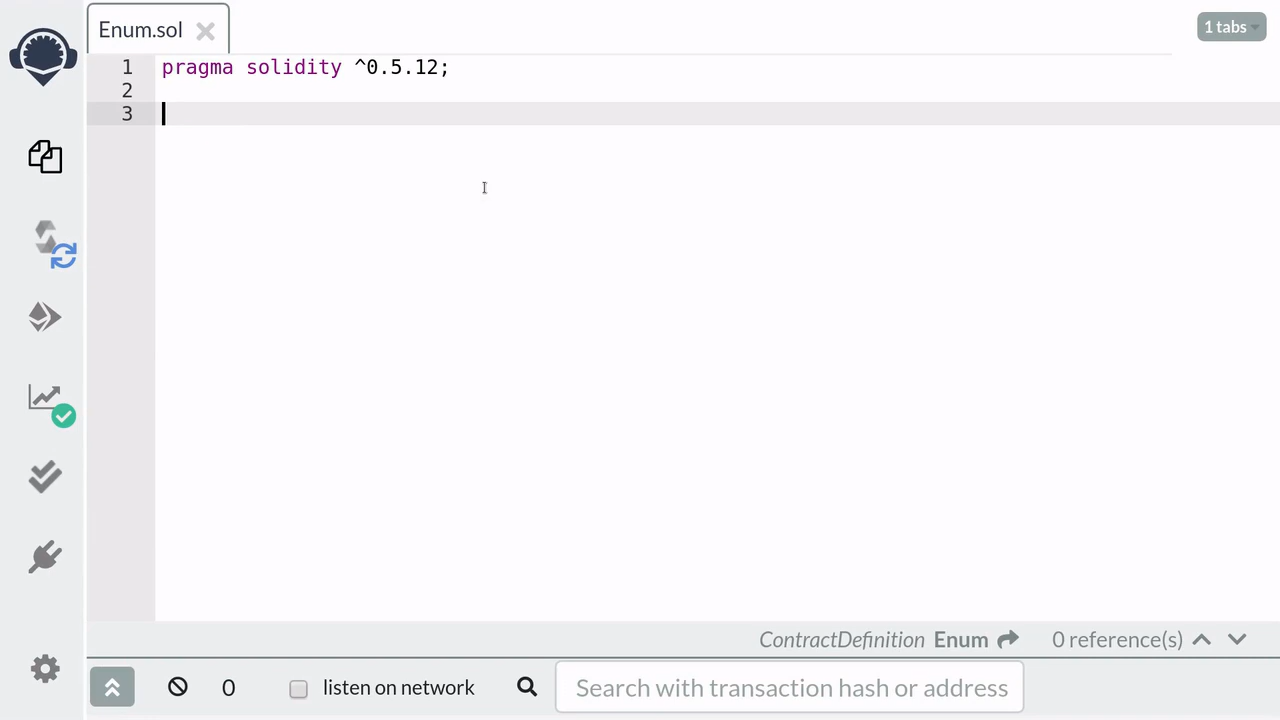 Enum.sol
1 tabs
1 pragma solidity ^0.5.12;
2
3
ContractDefinition Enum 0 reference(s)
0 listen on network Search with transaction hash or address